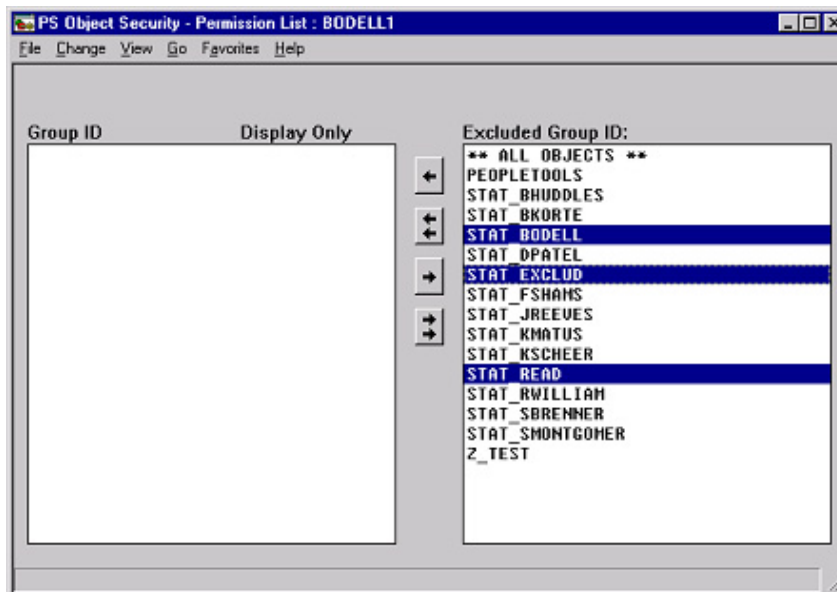 PS Object Security - Permission List : BODELL1
File Change View Go Favorites Help
Group ID Display Only
Excluded Group ID:
** ALL OBJECTS **
PEOPLETOOLS
STAT_BHUDDLES
STAT_BKORTE
STAT_BODELL
STAT_DPATEL
STAT_EXCLUD
STAT_FSHAMS
STAT_JREEVES
STAT_KMATUS
STAT_KSCHEER
STAT_READ
STAT_RWILLIAM
STAT_SBRENNER
STAT_SMONTGOMER
Z_TEST